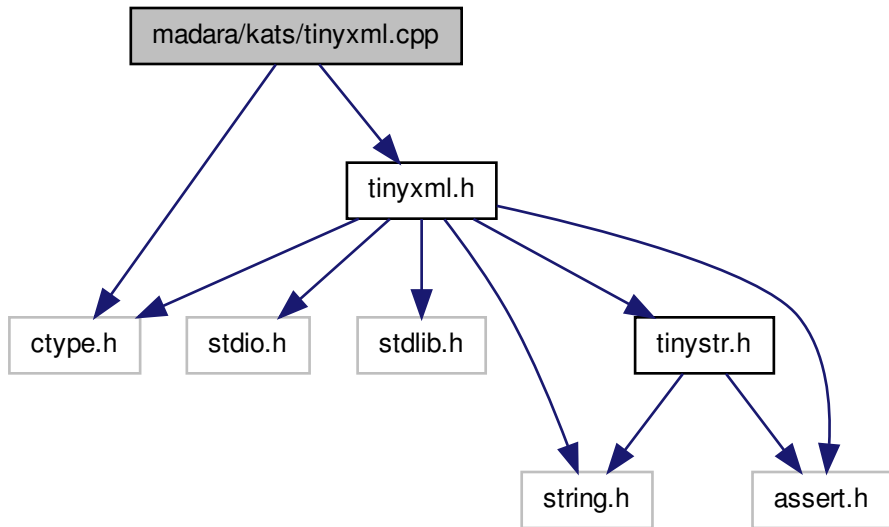 madara/kats/tinyxml.cpp
tinyxml.h
ctype.h
stdio.h
stdlib.h
tinystr.h
string.h
assert.h